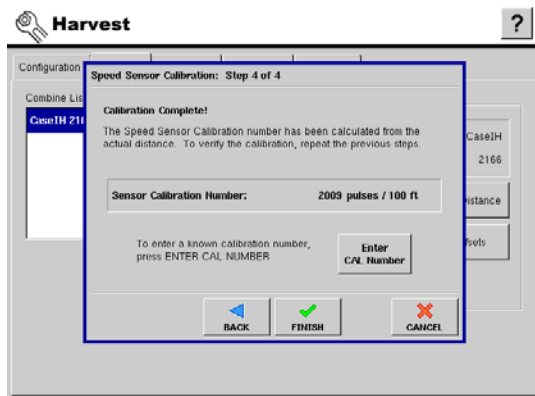 Harvest
?
Configuration
Speed Sensor Calibration: Step 4 of 4
Combine Lis
CaseIH 216
Calibration Complete!
The Speed Sensor Calibration number has been calculated from the
actual distance. To verify the calibration, repeat the previous steps.
CaseIH
2166
Sensor Calibration Number: 2009 pulses / 100 ft
istance
To enter a known calibration number,
press ENTER CAL NUMBER
Enter
CAL Number
fsets
BACK
FINISH
CANCEL